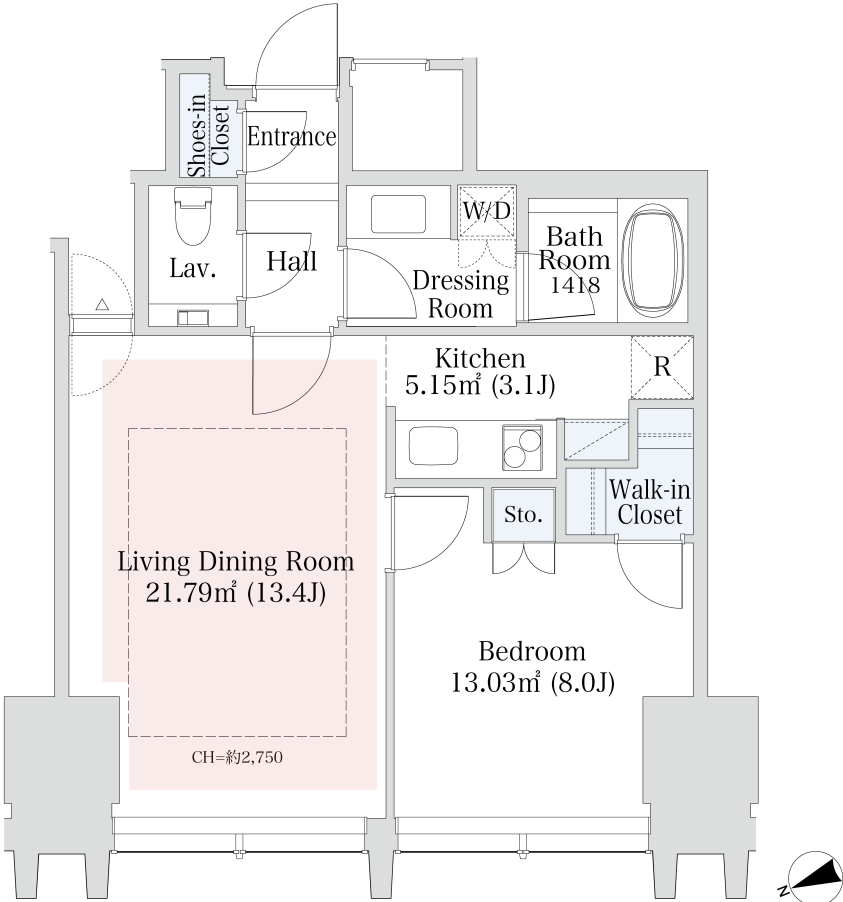 Shoes-in
Closet
Entrance
W/D
Lav.
Hall
Dressing
Room
Bath
Room
1418
Kitchen
5.15㎡ (3.1J)
R
Walk-in
Closet
Sto.
Living Dining Room
21.79㎡ (13.4J)
Bedroom
13.03㎡ (8.0J)
CH=約2,750
N